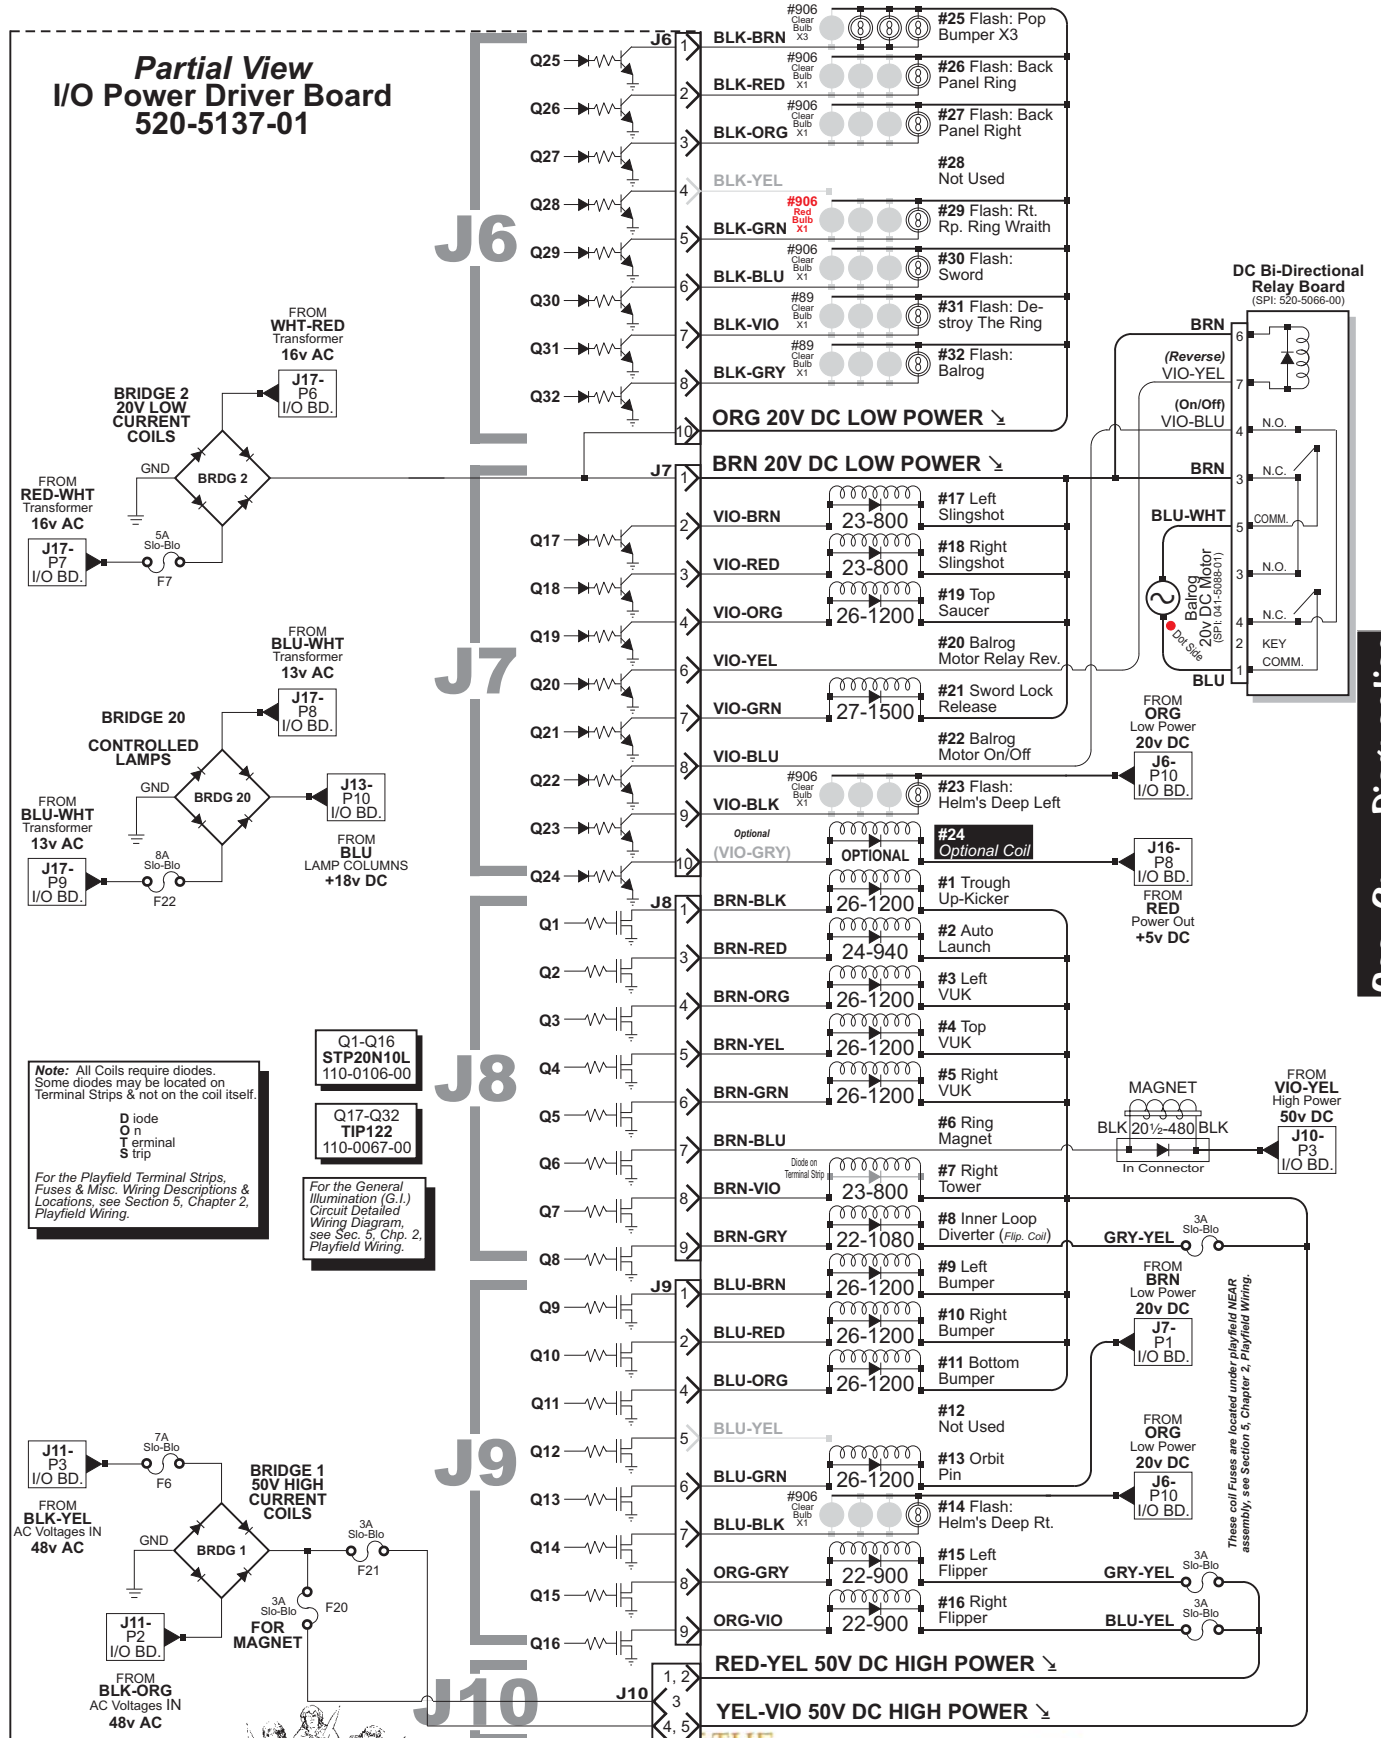 Partial View
I/O Power Driver Board
520-5137-01
J6
J6
Q25
Q26
Q27
Q28
Q29
Q30
Q31
Q32
1
2
3
4
5
6
7
8
10
BLK-BRN
BLK-RED
BLK-ORG
BLK-YEL
BLK-GRN
BLK-BLU
BLK-VIO
BLK-GRY
#906
Clear
Bulb
X3
#25 Flash: Pop
Bumper X3
#906
Clear
Bulb
X1
#26 Flash: Back
Panel Ring
#906
Clear
Bulb
X1
#27 Flash: Back
Panel Right
#28
Not Used
#906
Red
Bulb
X1
#29 Flash: Rt.
Rp. Ring Wraith
#906
Clear
Bulb
X1
#30 Flash:
Sword
#89
Clear
Bulb
X1
#31 Flash: De-
stroy The Ring
#89
Clear
Bulb
X1
#32 Flash:
Balrog
ORG 20V DC LOW POWER ↘
BRN 20V DC LOW POWER ↘
DC Bi-Directional
Relay Board
(SPI: 520-5066-00)
BRN
6
(Reverse)
VIO-YEL
7
(On/Off)
VIO-BLU
4
N.O.
BRN
3
N.C.
BLU-WHT
5
COMM.
3
N.O.
4
N.C.
2
KEY
1
COMM.
BLU
Balrog
20v DC Motor
(SPI: 041-5088-01)
Dot Side
FROM
WHT-RED
Transformer
16v AC
J17-
P6
I/O BD.
BRIDGE 2
20V LOW
CURRENT
COILS
GND
BRDG 2
FROM
RED-WHT
Transformer
16v AC
J17-
P7
I/O BD.
5A
Slo-Blo
F7
FROM
BLU-WHT
Transformer
13v AC
J17-
P8
I/O BD.
BRIDGE 20
CONTROLLED
LAMPS
GND
BRDG 20
J13-
P10
I/O BD.
FROM
BLU
LAMP COLUMNS
+18v DC
FROM
BLU-WHT
Transformer
13v AC
J17-
P9
I/O BD.
8A
Slo-Blo
F22
J7
J7
Q17
Q18
Q19
Q20
Q21
Q22
Q23
Q24
1
2
3
4
6
7
8
9
10
VIO-BRN
VIO-RED
VIO-ORG
VIO-YEL
VIO-GRN
VIO-BLU
VIO-BLK
Optional
(VIO-GRY)
23-800
#17 Left
Slingshot
23-800
#18 Right
Slingshot
26-1200
#19 Top
Saucer
#20 Balrog
Motor Relay Rev.
27-1500
#21 Sword Lock
Release
#22 Balrog
Motor On/Off
#906
Clear
Bulb
X1
#23 Flash:
Helm's Deep Left
OPTIONAL
#24
Optional Coil
FROM
ORG
Low Power
20v DC
J6-
P10
I/O BD.
J16-
P8
I/O BD.
FROM
RED
Power Out
+5v DC
J8
J8
Q1
Q2
Q3
Q4
Q5
Q6
Q7
Q8
1
3
4
5
6
7
8
9
BRN-BLK
BRN-RED
BRN-ORG
BRN-YEL
BRN-GRN
BRN-BLU
BRN-VIO
BRN-GRY
26-1200
#1 Trough
Up-Kicker
24-940
#2 Auto
Launch
26-1200
#3 Left
VUK
26-1200
#4 Top
VUK
26-1200
#5 Right
VUK
#6 Ring
Magnet
Diode on
Terminal Strip
23-800
#7 Right
Tower
22-1080
#8 Inner Loop
Diverter (Flip. Coil)
MAGNET
BLK 20½-480 BLK
In Connector
FROM
VIO-YEL
High Power
50v DC
J10-
P3
I/O BD.
GRY-YEL
3A
Slo-Blo
Q1-Q16
STP20N10L
110-0106-00
Q17-Q32
TIP122
110-0067-00
For the General
Illumination (G.I.)
Circuit Detailed
Wiring Diagram,
see Sec. 5, Chp. 2,
Playfield Wiring.
Note: All Coils require diodes.
Some diodes may be located on
Terminal Strips & not on the coil itself.
D iode
O n
T erminal
S trip
For the Playfield Terminal Strips,
Fuses & Misc. Wiring Descriptions &
Locations, see Section 5, Chapter 2,
Playfield Wiring.
J9
J9
Q9
Q10
Q11
Q12
Q13
Q14
Q15
Q16
1
2
4
5
6
7
8
9
BLU-BRN
BLU-RED
BLU-ORG
BLU-YEL
BLU-GRN
BLU-BLK
ORG-GRY
ORG-VIO
26-1200
#9 Left
Bumper
26-1200
#10 Right
Bumper
26-1200
#11 Bottom
Bumper
#12
Not Used
26-1200
#13 Orbit
Pin
#906
Clear
Bulb
X1
#14 Flash:
Helm's Deep Rt.
22-900
#15 Left
Flipper
22-900
#16 Right
Flipper
FROM
BRN
Low Power
20v DC
J7-
P1
I/O BD.
FROM
ORG
Low Power
20v DC
J6-
P10
I/O BD.
These coil Fuses are located under playfield NEAR
assembly, see Section 5, Chapter 2, Playfield Wiring.
GRY-YEL
3A
Slo-Blo
BLU-YEL
3A
Slo-Blo
J11-
P3
I/O BD.
7A
Slo-Blo
F6
FROM
BLK-YEL
AC Voltages IN
48v AC
BRIDGE 1
50V HIGH
CURRENT
COILS
GND
BRDG 1
3A
Slo-Blo
F21
3A
Slo-Blo
F20
FOR
MAGNET
J11-
P2
I/O BD.
FROM
BLK-ORG
AC Voltages IN
48v AC
J10
J10
1, 2
3
4, 5
RED-YEL 50V DC HIGH POWER ↘
YEL-VIO 50V DC HIGH POWER ↘